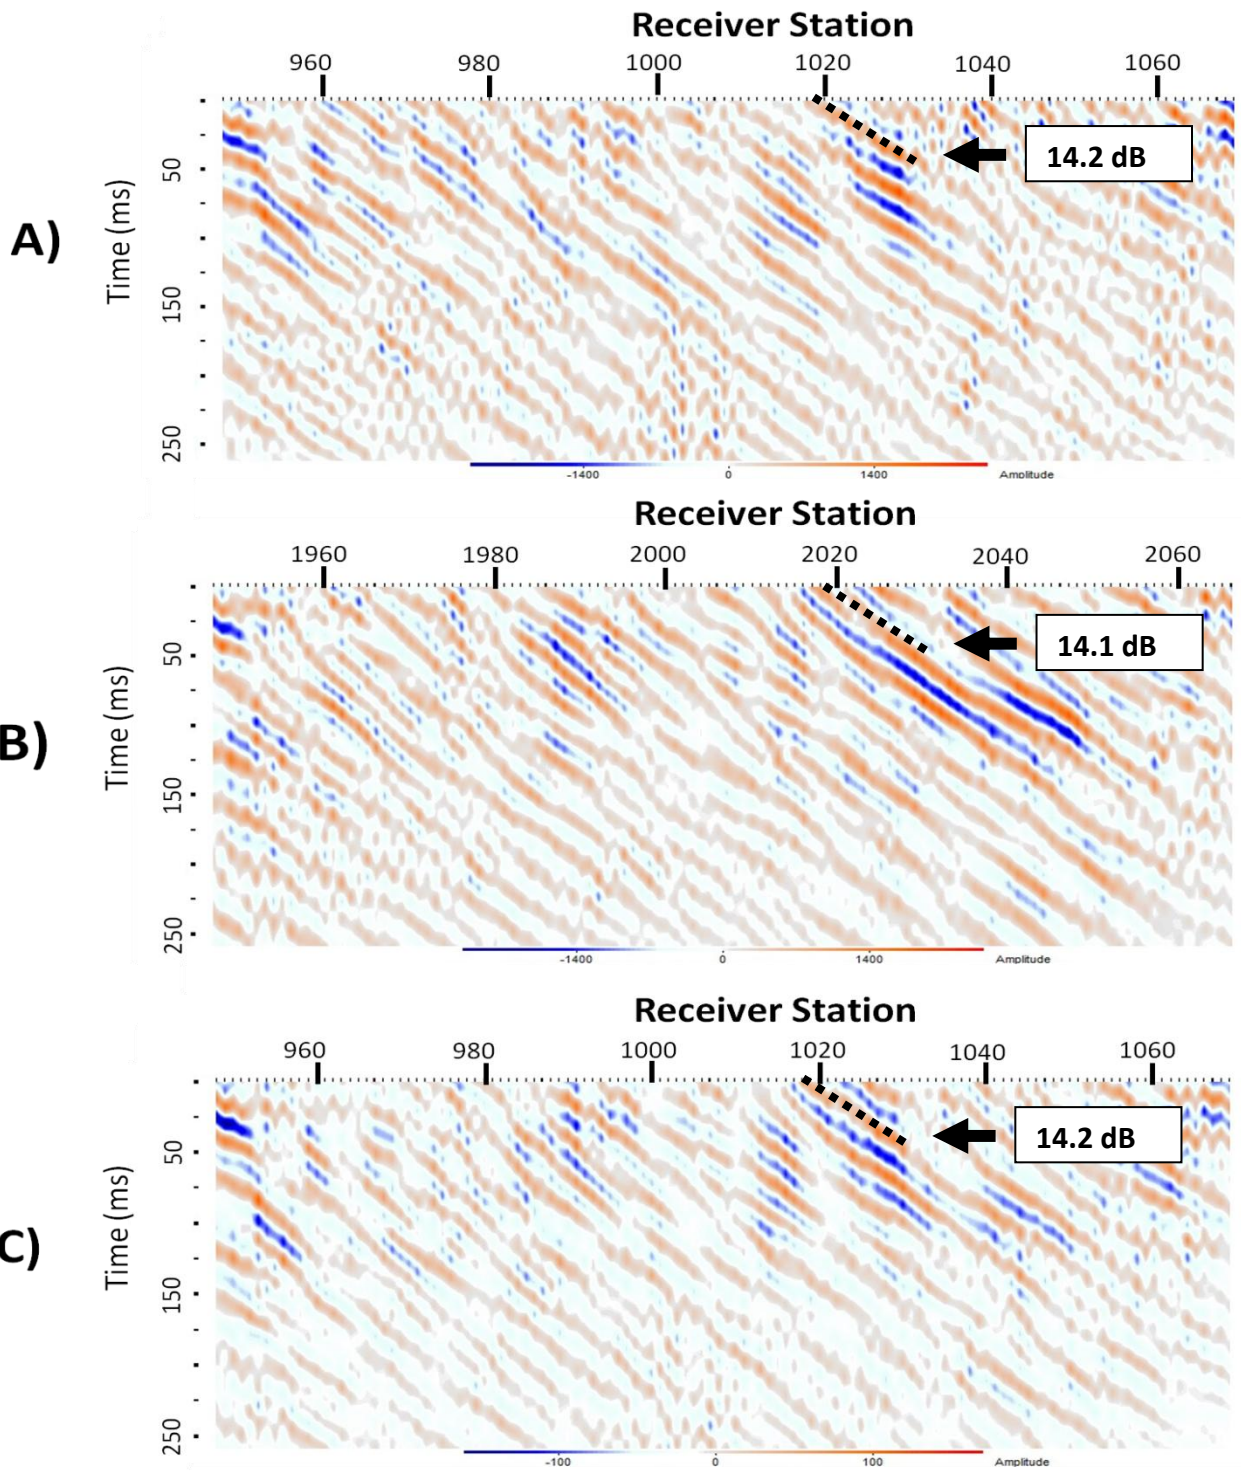 Receiver Station
960 980 1000 1020 1040 1060
A)
Time (ms)
50
150
250
14.2 dB
-1400 0 1400 Amplitude
Receiver Station
1960 1980 2000 2020 2040 2060
B)
Time (ms)
50
150
250
14.1 dB
-1400 0 1400 Amplitude
Receiver Station
960 980 1000 1020 1040 1060
C)
Time (ms)
50
150
250
14.2 dB
-100 0 100 Amplitude